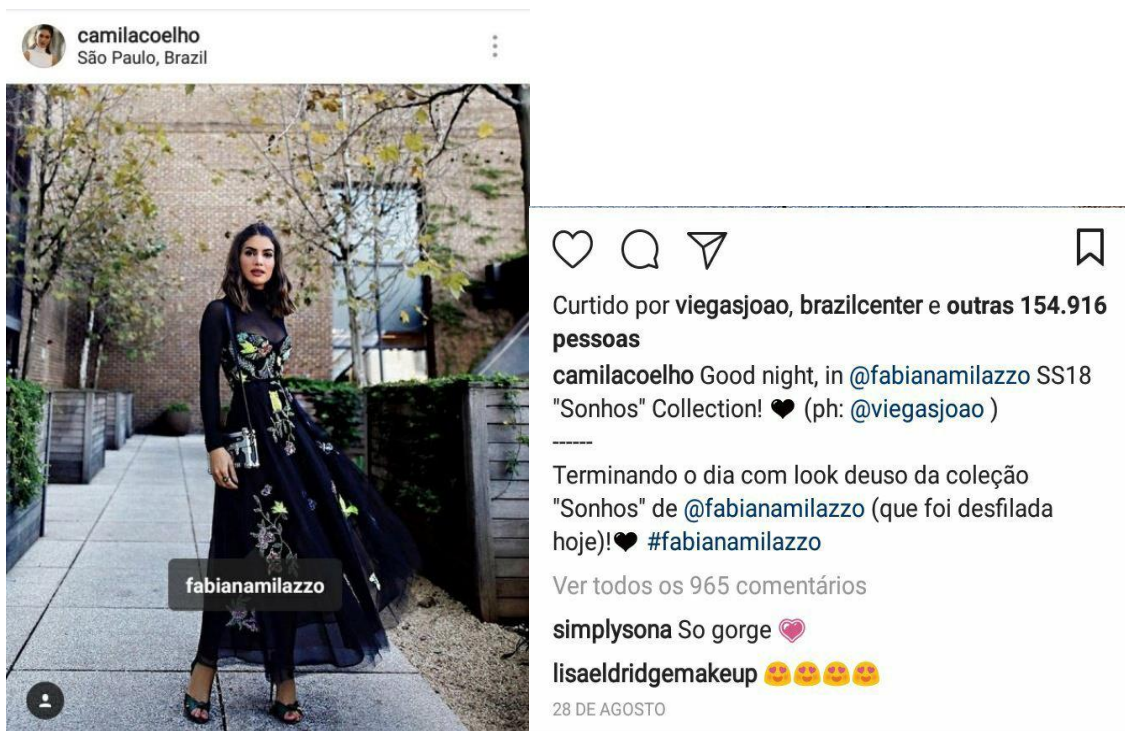 camilacoelho
São Paulo, Brazil
fabianamilazzo
Curtido por viegasjoao, brazilcenter e outras 154.916
pessoas
camilacoelho Good night, in @fabianamilazzo SS18
"Sonhos" Collection! 🖤 (ph: @viegasjoao )
------
Terminando o dia com look deuso da coleção
"Sonhos" de @fabianamilazzo (que foi desfilada
hoje)!🖤 #fabianamilazzo
Ver todos os 965 comentários
simplysona So gorge 💗
lisaeldridgemakeup 😍😍😍😍
28 DE AGOSTO